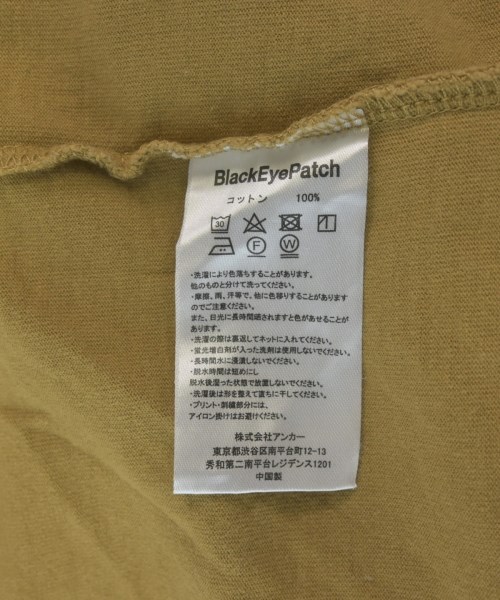 BlackEyePatch
コットン 100%
30
F W
・洗濯により色落ちすることがあります。
他のものと分けて洗ってください。
・摩擦、雨、汗等で、他に色移りすることがあります
のでご注意ください。
また、日光に長時間晒されますと色があせることが
あります。
・洗濯の際は裏返してネットに入れてください。
・蛍光増白剤が入った洗剤は使用しないでください。
・長時間水に浸漬しないでください。
・脱水時間は短めにし
脱水後湿った状態で放置しないでください。
・洗濯後は形を整えて直ちに干してください。
・プリント・刺繍部分には、
アイロン掛けはお避けください。
株式会社アンカー
東京都渋谷区南平台町12-13
秀和第二南平台レジデンス1201
中国製